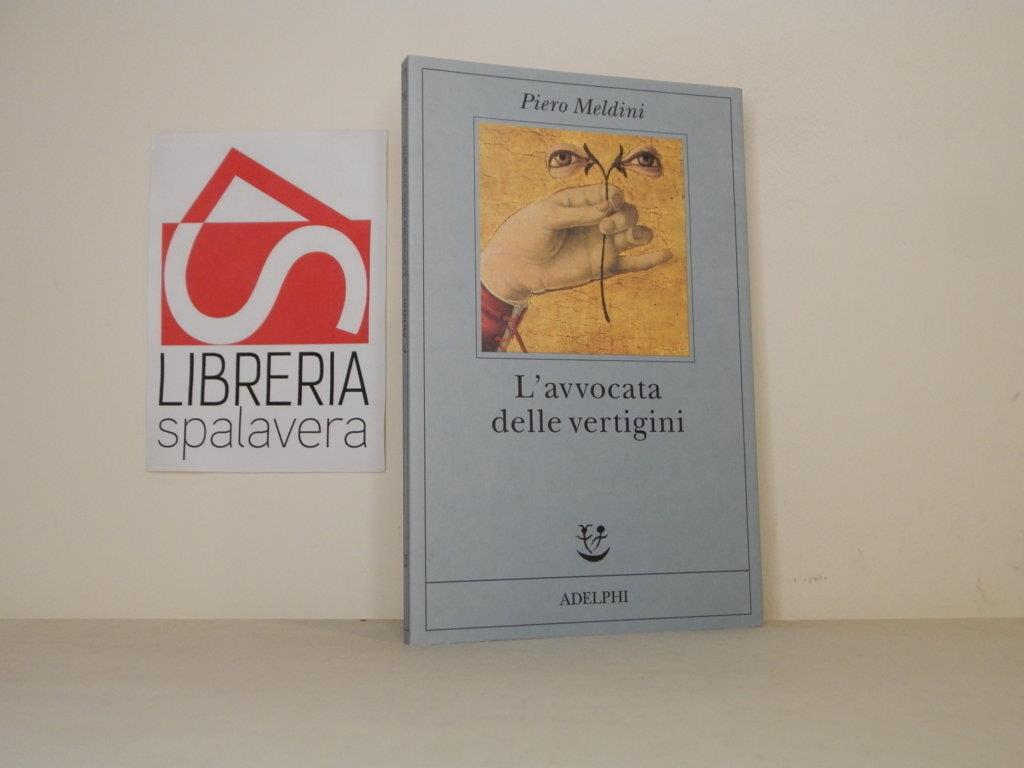 LIBRERIA
spalavera
Piero Meldini
L'avvocata
delle vertigini
ADELPHI